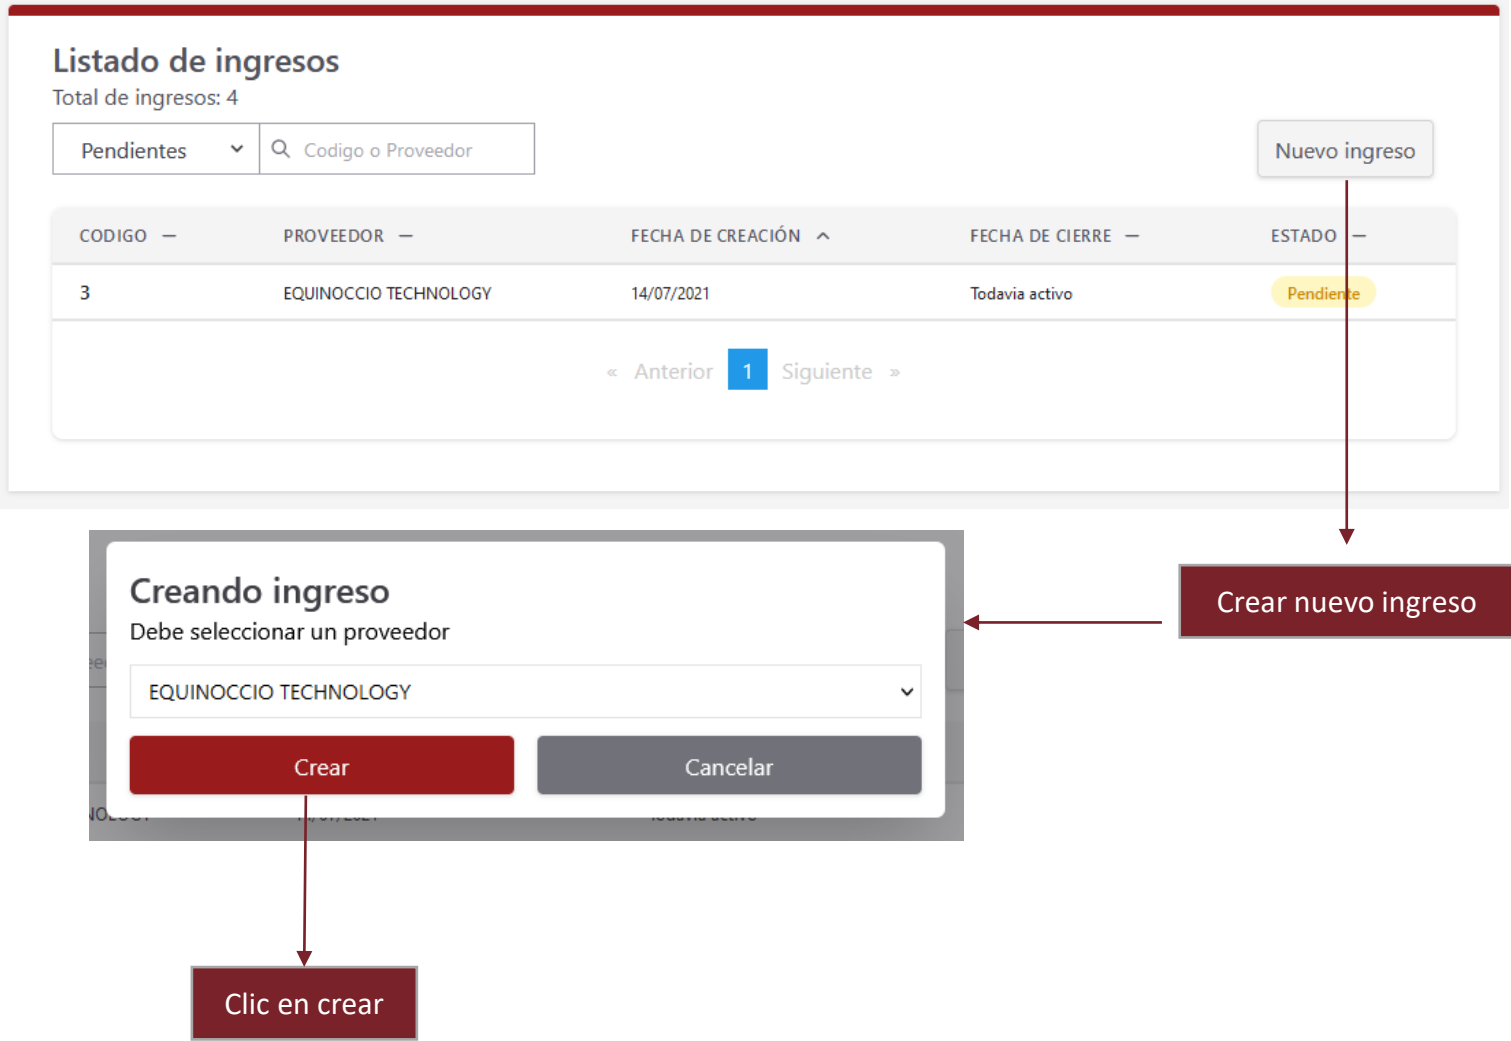 Listado de ingresos
Total de ingresos: 4
Pendientes
Codigo o Proveedor
Nuevo ingreso
CODIGO PROVEEDOR FECHA DE CREACIÓN FECHA DE CIERRE ESTADO
3 EQUINOCCIO TECHNOLOGY 14/07/2021 Todavia activo Pendiente
« Anterior 1 Siguiente »
Creando ingreso
Debe seleccionar un proveedor
EQUINOCCIO TECHNOLOGY
Crear Cancelar
Crear nuevo ingreso
Clic en crear